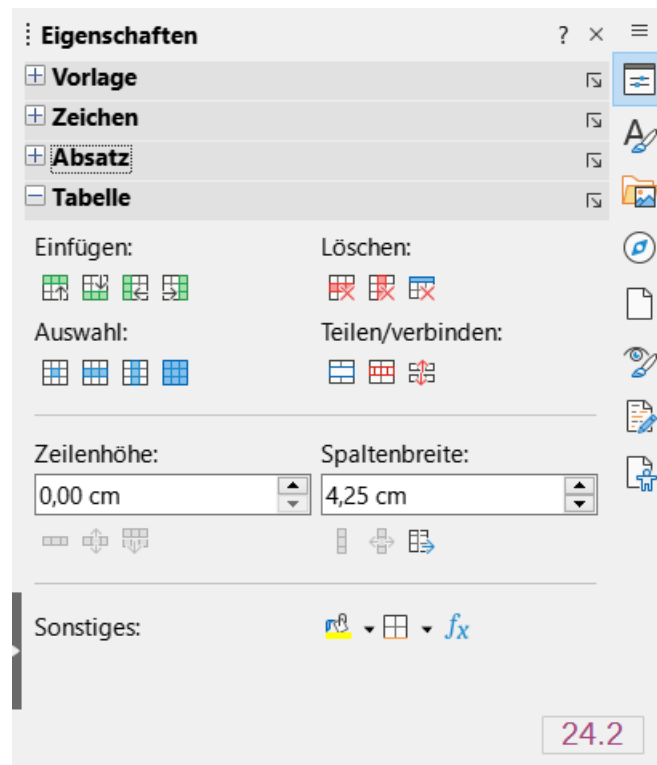 Eigenschaften ? ×
Vorlage
Zeichen
Absatz
Tabelle
Einfügen: Löschen:
Auswahl: Teilen/verbinden:
Zeilenhöhe: Spaltenbreite:
0,00 cm 4,25 cm
Sonstiges: fx
24.2